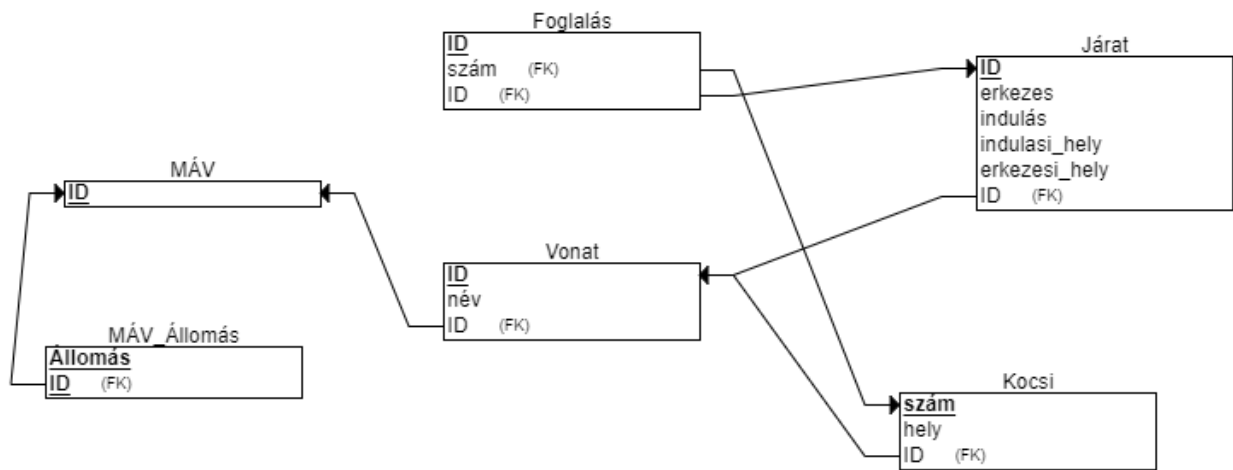 Foglalás
ID
szám (FK)
ID (FK)
Járat
ID
erkezes
indulás
indulasi_hely
erkezesi_hely
ID (FK)
MÁV
ID
Vonat
ID
név
ID (FK)
MÁV_Állomás
Állomás
ID (FK)
Kocsi
szám
hely
ID (FK)